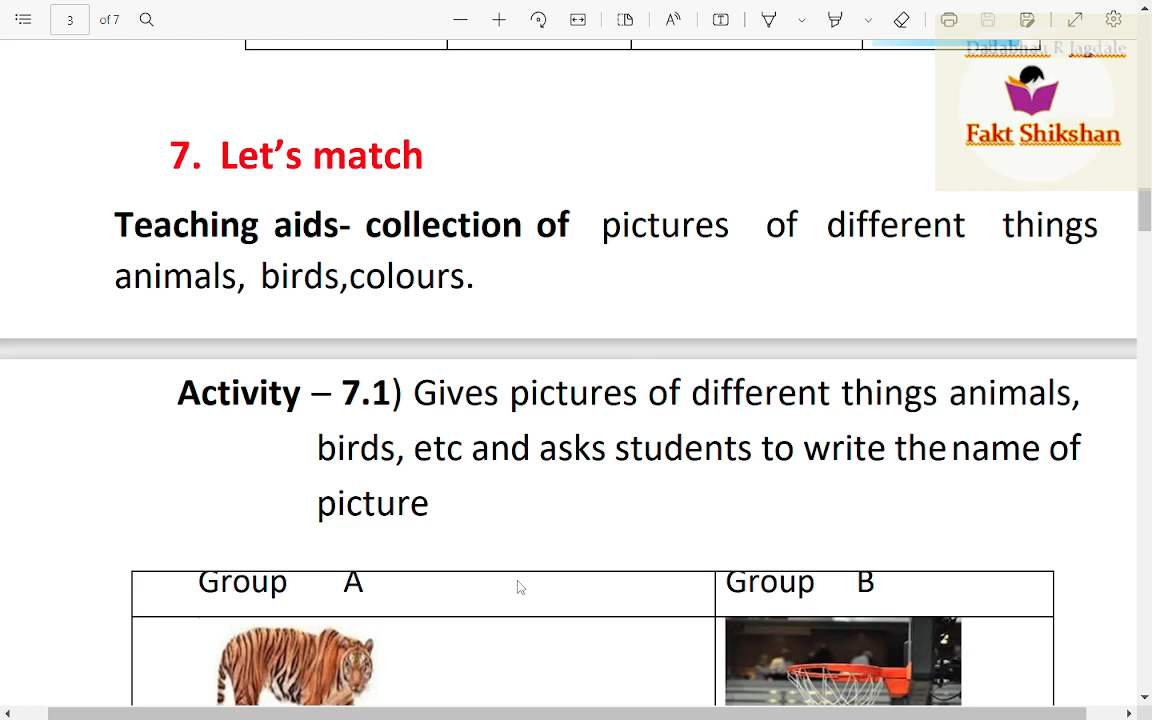 3 of 7
Dadabhau R Jagdale
Fakt Shikshan
7. Let's match
Teaching aids- collection of pictures of different things
animals, birds,colours.
Activity – 7.1) Gives pictures of different things animals,
birds, etc and asks students to write the name of
picture
Group A Group B